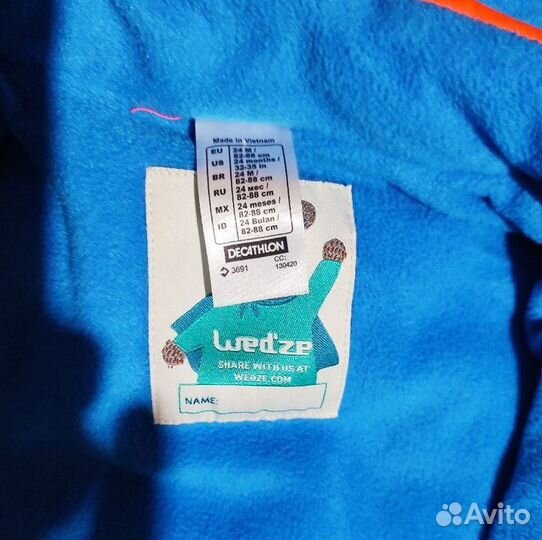 Made in Vietnam
EU 24 M / 82-88 cm
US 24 months / 32-35 in
BR 24 M / 82-88 cm
RU 24 мес / 82-88 cm
MX 24 meses / 82-88 cm
ID 24 Bulan / 82-88 cm
DECATHLON
3691 CC: 130420
Wed'ze
SHARE WITH US AT
WEDZE.COM
NAME:
Avito